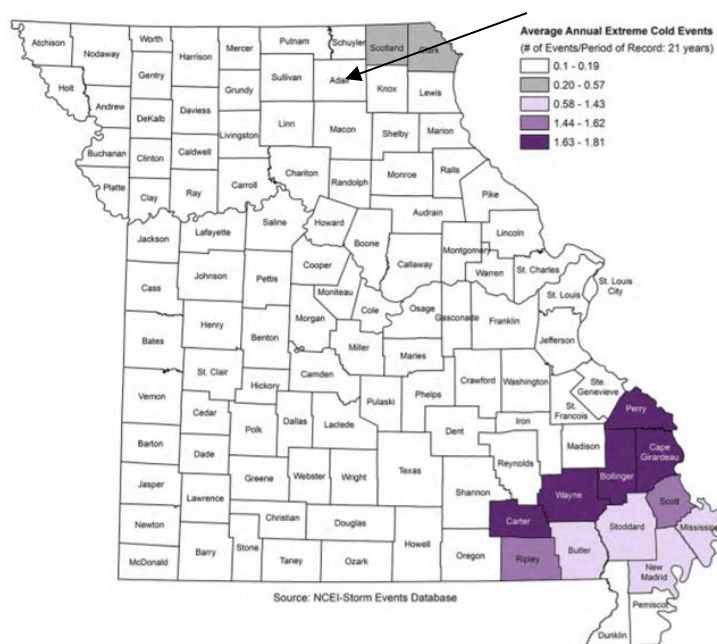 Average Annual Extreme Cold Events
(# of Events/Period of Record: 21 years)
0.1 - 0.19
0.20 - 0.57
0.58 - 1.43
1.44 - 1.62
1.63 - 1.81
Atchison
Nodaway
Worth
Harrison
Mercer
Putnam
Schuyler
Scotland
Clark
Holt
Gentry
Sullivan
Adair
Knox
Lewis
Andrew
DeKalb
Daviess
Grundy
Linn
Macon
Shelby
Marion
Buchanan
Clinton
Caldwell
Livingston
Chariton
Randolph
Monroe
Ralls
Platte
Clay
Ray
Carroll
Pike
Audrain
Saline
Howard
Boone
Lincoln
Jackson
Lafayette
Cooper
Callaway
Montgomery
Warren
St. Charles
St. Louis
City
St. Louis
Cass
Johnson
Pettis
Moniteau
Cole
Osage
Gasconade
Franklin
Jefferson
Bates
Henry
Benton
Morgan
Miller
Maries
St. Clair
Hickory
Camden
Pulaski
Phelps
Crawford
Washington
Ste.
Genevieve
St.
Francois
Perry
Vernon
Cedar
Polk
Dallas
Laclede
Dent
Iron
Madison
Cape
Girardeau
Bollinger
Barton
Dade
Greene
Webster
Wright
Texas
Reynolds
Wayne
Scott
Jasper
Lawrence
Christian
Douglas
Shannon
Carter
Stoddard
Mississippi
Newton
Barry
Stone
Taney
Ozark
Howell
Oregon
Ripley
Butler
New
Madrid
McDonald
Pemiscot
Dunklin
Source: NCEI-Storm Events Database